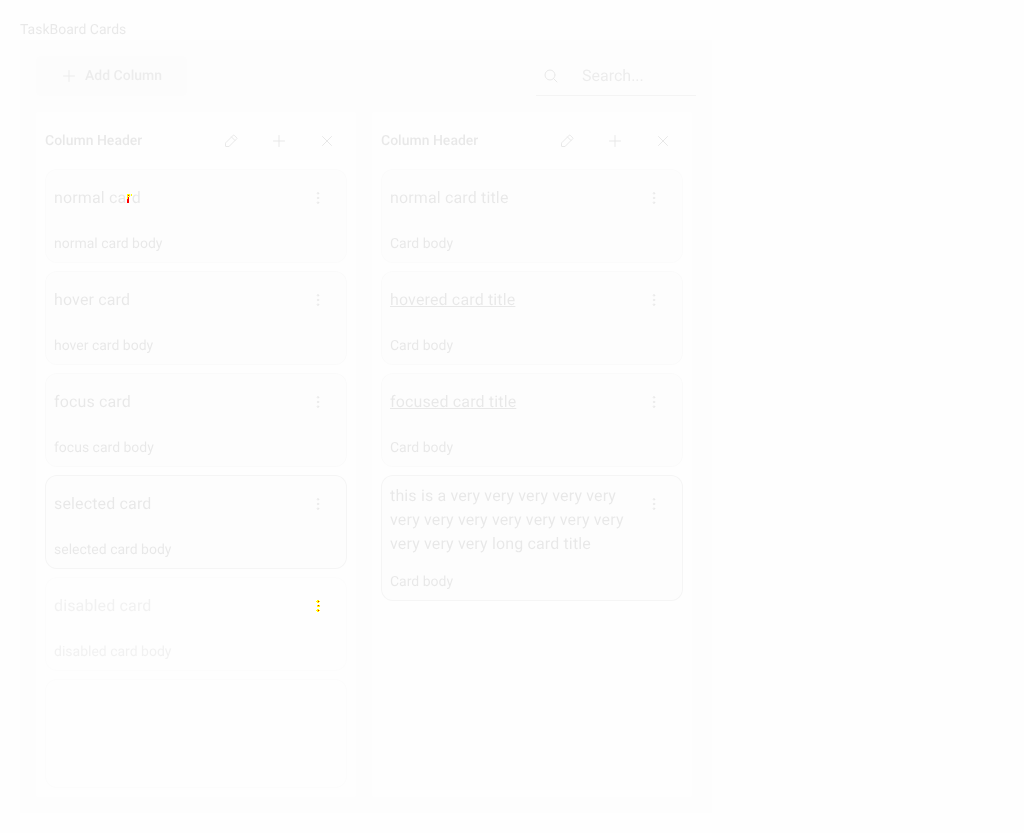 TaskBoard Cards
Add Column
Search...
Column Header
normal card
normal card body
hover card
hover card body
focus card
focus card body
selected card
selected card body
disabled card
disabled card body
Column Header
normal card title
Card body
hovered card title
Card body
focused card title
Card body
this is a very very very very very
very very very very very very very
very very very long card title
Card body